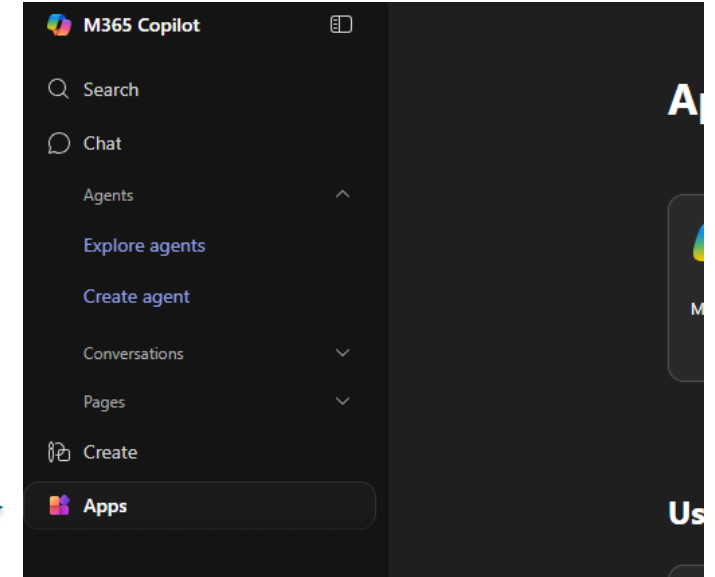 M365 Copilot
Search
Chat
Agents
Explore agents
Create agent
Conversations
Pages
Create
Apps